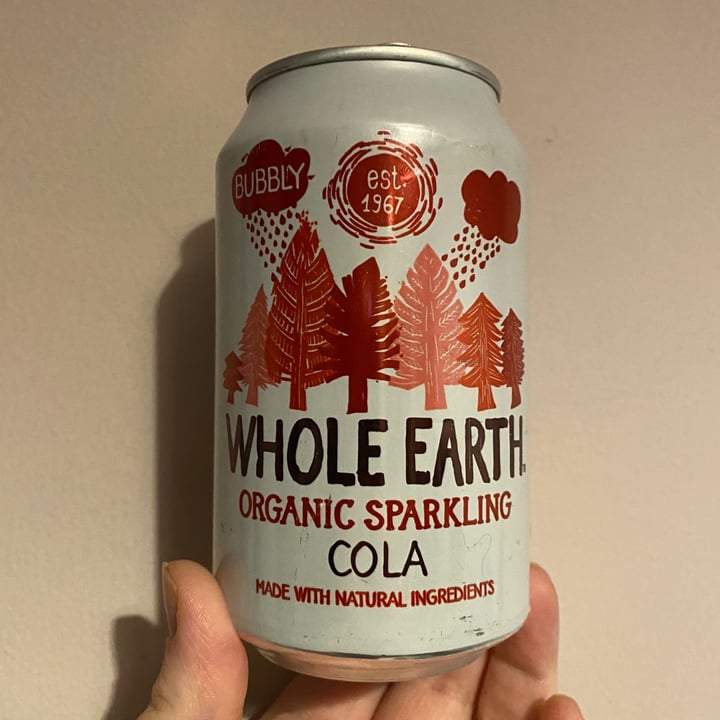 BUBBLY
est.
1967
WHOLE EARTH
ORGANIC SPARKLING
COLA
MADE WITH NATURAL INGREDIENTS